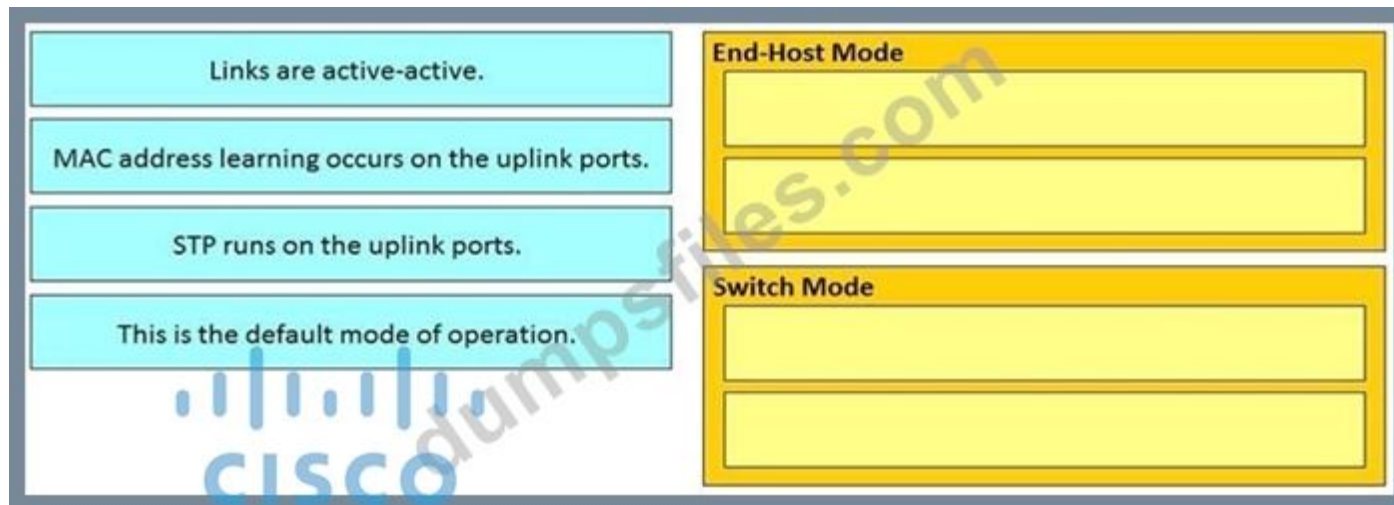 Links are active-active.
MAC address learning occurs on the uplink ports.
STP runs on the uplink ports.
This is the default mode of operation.
End-Host Mode
Switch Mode
dumpsfiles.com
CISCO